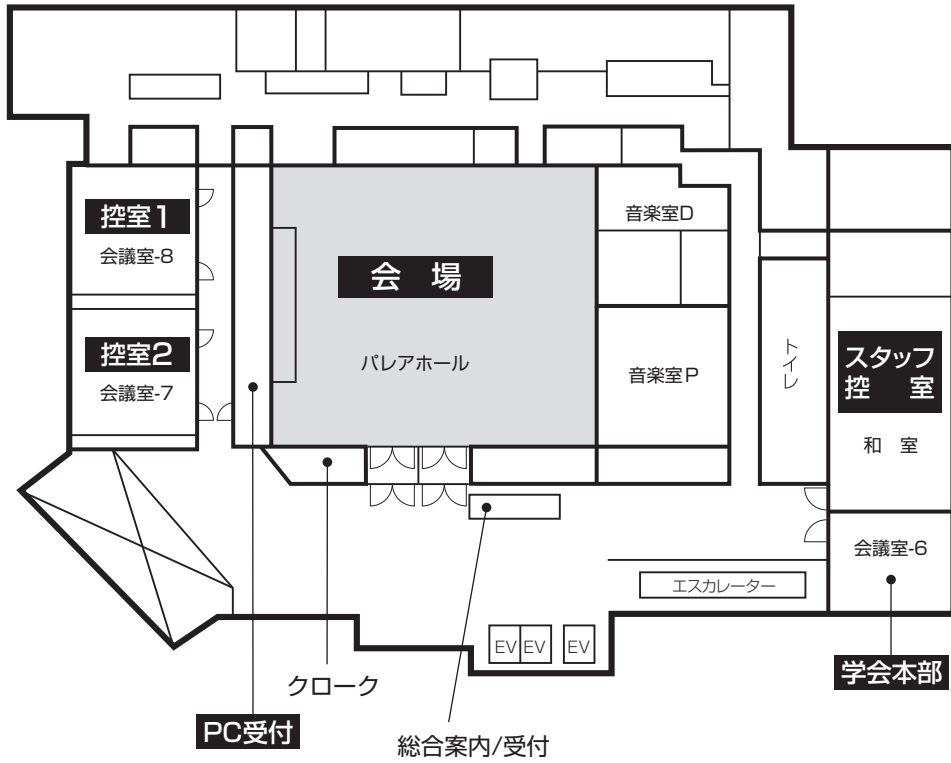 控室1
会議室-8
控室2
会議室-7
会 場
パレアホール
音楽室D
音楽室P
トイレ
スタッフ
控 室
和 室
会議室-6
エスカレーター
EV
EV
EV
学会本部
クローク
PC受付
総合案内/受付